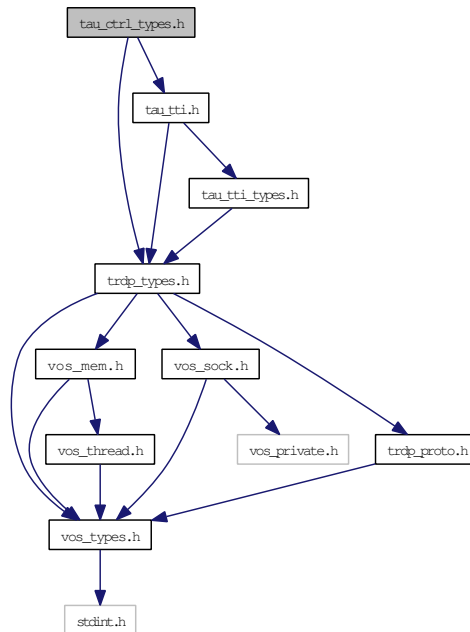 tau_ctrl_types.h
tau_tti.h
tau_tti_types.h
trdp_types.h
vos_mem.h
vos_sock.h
vos_thread.h
vos_private.h
trdp_proto.h
vos_types.h
stdint.h